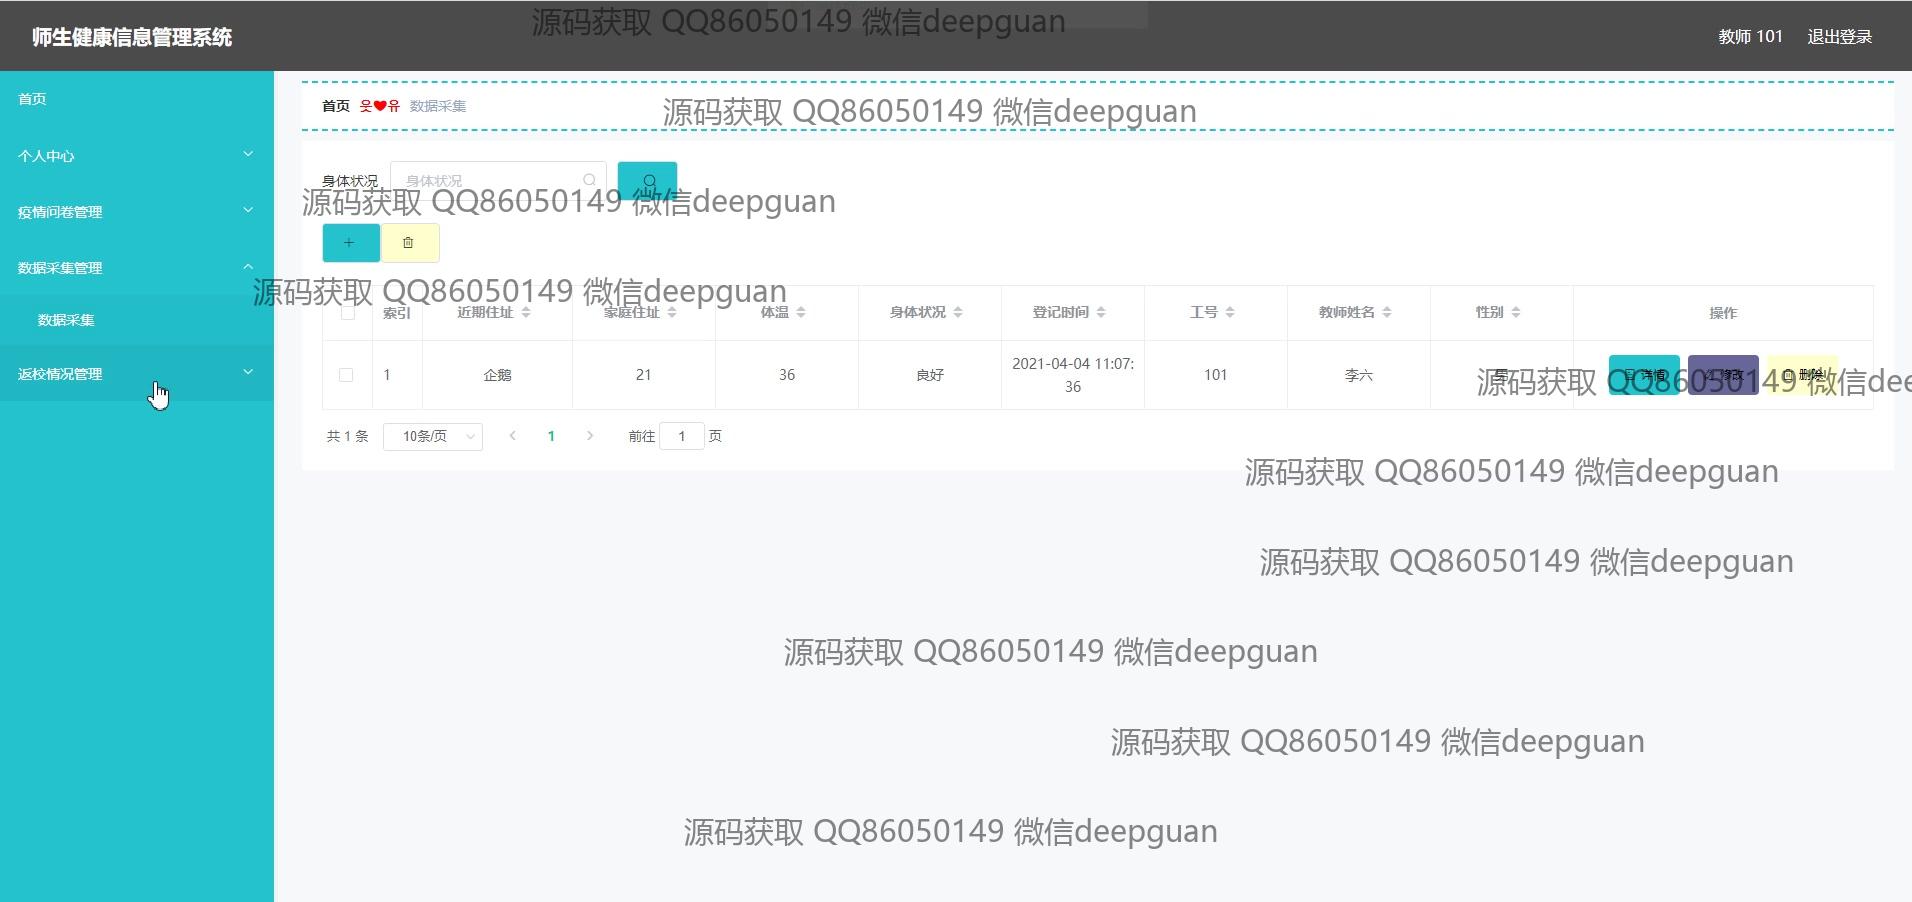 源码获取 QQ86050149 微信deepguan
师生健康信息管理系统
教师 101 退出登录
首页
个人中心
疫情问卷管理
数据采集管理
数据采集
返校情况管理
首页 웃❤유 数据采集
源码获取 QQ86050149 微信deepguan
身体状况 身体状况
源码获取 QQ86050149 微信deepguan
源码获取 QQ86050149 微信deepguan
索引 近期住址 家庭住址 体温 身体状况 登记时间 工号 教师姓名 性别 操作
1 企鹅 21 36 良好 2021-04-04 11:07:
36 101 李六 男 详情 修改 删除
源码获取 QQ86050149 微信dee
共 1 条 10条/页 1 前往 1 页
源码获取 QQ86050149 微信deepguan
源码获取 QQ86050149 微信deepguan
源码获取 QQ86050149 微信deepguan
源码获取 QQ86050149 微信deepguan
源码获取 QQ86050149 微信deepguan